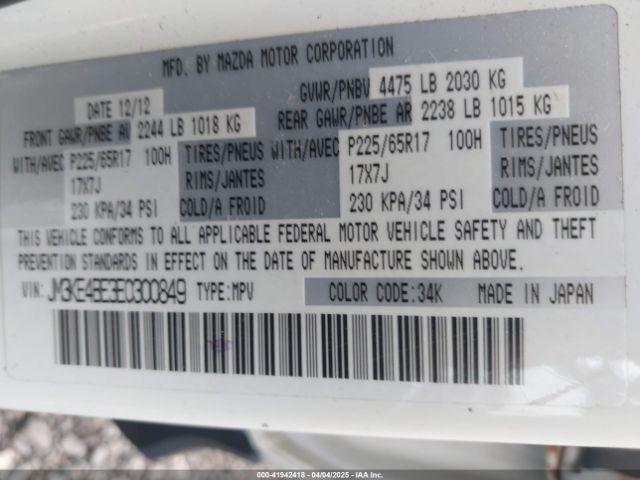 MFD. BY MAZDA MOTOR CORPORATION
DATE 12/12
GVWR/PNBV 4475 LB 2030 KG
FRONT GAWR/PNBE AV 2244 LB 1018 KG
REAR GAWR/PNBE AR 2238 LB 1015 KG
WITH/AVEC P225/65R17 100H TIRES/PNEUS WITH/AVEC P225/65R17 100H TIRES/PNEUS
17X7J RIMS/JANTES 17X7J RIMS/JANTES
230 KPA/34 PSI COLD/A FROID 230 KPA/34 PSI COLD/A FROID
THIS VEHICLE CONFORMS TO ALL APPLICABLE FEDERAL MOTOR VEHICLE SAFETY AND THEFT
PREVENTION STANDARDS IN EFFECT ON THE DATE OF MANUFACTURE SHOWN ABOVE.
VIN: JM3KE4BE3E0300849 TYPE: MPV COLOR CODE: 34K MADE IN JAPAN
000-41942418 - 04/04/2025 - IAAI.COM